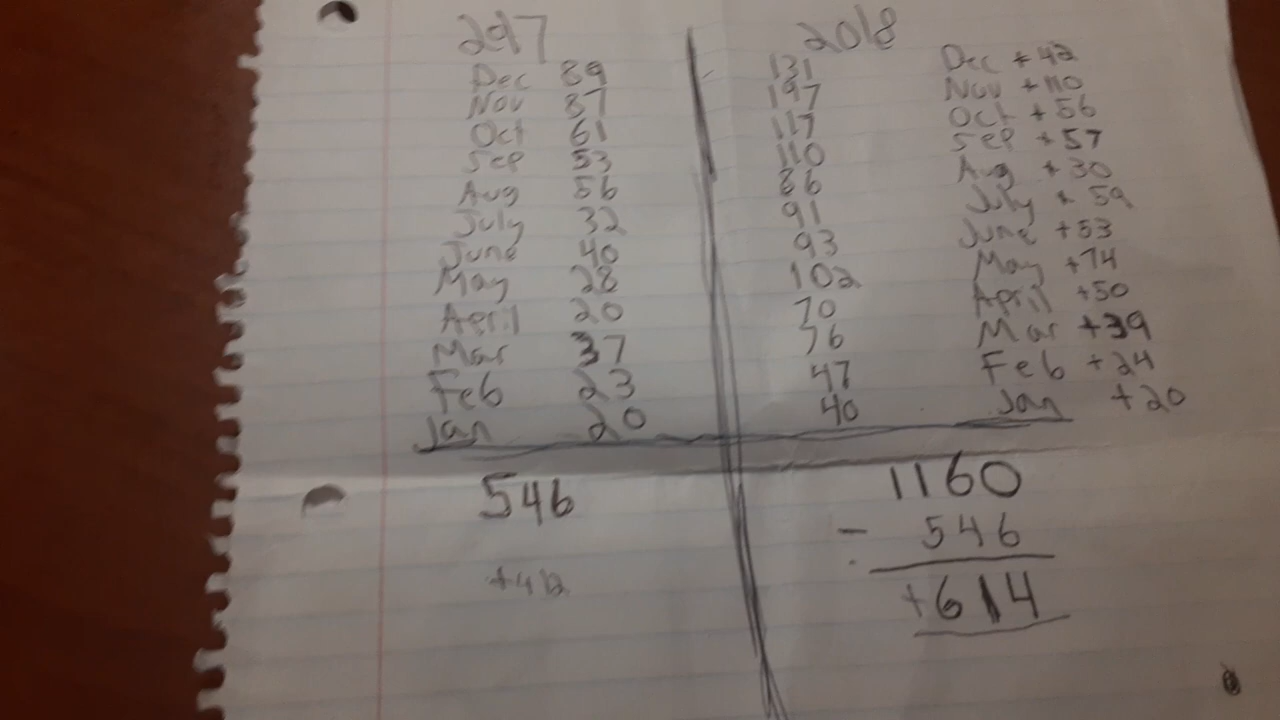 297 2018
Dec 89 131 Dec + 42
Nov 87 197 Nov + 110
Oct 61 117 Oct + 56
Sep 53 110 Sep + 57
Aug 56 86 Aug + 30
July 32 91 July + 59
June 40 93 June + 53
May 28 102 May + 74
April 20 70 April + 50
Mar 37 76 Mar + 39
Feb 23 47 Feb + 24
Jan 20 40 Jan + 20
546 1160
- 546
+ 614